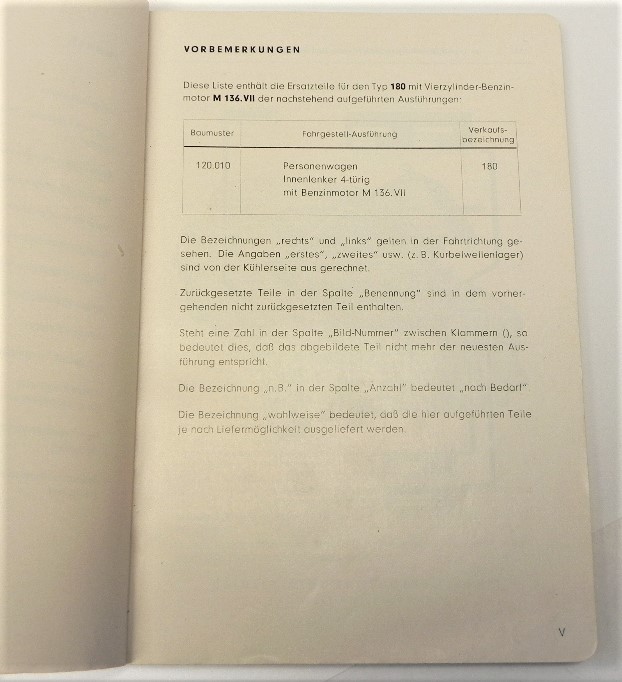 VORBEMERKUNGEN
Diese Liste enthält die Ersatzteile für den Typ 180 mit Vierzylinder-Benzin-
motor M 136.VII der nachstehend aufgeführten Ausführungen:
Baumuster Fahrgestell-Ausführung Verkaufs-
bezeichnung
120.010 Personenwagen 180
Innenlenker 4-türig
mit Benzinmotor M 136.VII
Die Bezeichnungen „rechts" und „links" gelten in der Fahrtrichtung ge-
sehen. Die Angaben „erstes", „zweites" usw. (z. B. Kurbelwellenlager)
sind von der Kühlerseite aus gerechnet.
Zurückgesetzte Teile in der Spalte „Benennung" sind in dem vorher-
gehenden nicht zurückgesetzten Teil enthalten.
Steht eine Zahl in der Spalte „Bild-Nummer" zwischen Klammern (), so
bedeutet dies, daß das abgebildete Teil nicht mehr der neuesten Aus-
führung entspricht.
Die Bezeichnung „n.B." in der Spalte „Anzahl" bedeutet „nach Bedarf".
Die Bezeichnung „wahlweise" bedeutet, daß die hier aufgeführten Teile
je nach Liefermöglichkeit ausgeliefert werden.
V